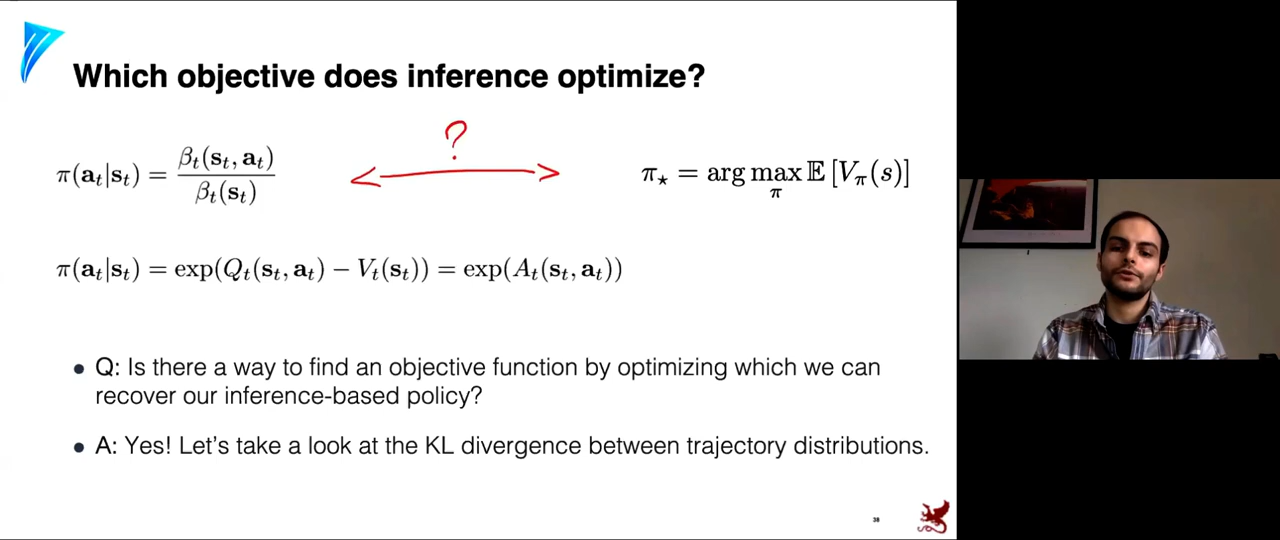 Which objective does inference optimize?
?
π(a_t|s_t) = β_t(s_t, a_t) / β_t(s_t)
π⋆ = arg max_π 𝔼 [V_π(s)]
π(a_t|s_t) = exp(Q_t(s_t, a_t) − V_t(s_t)) = exp(A_t(s_t, a_t))
• Q: Is there a way to find an objective function by optimizing which we can
recover our inference-based policy?
• A: Yes! Let's take a look at the KL divergence between trajectory distributions.
38